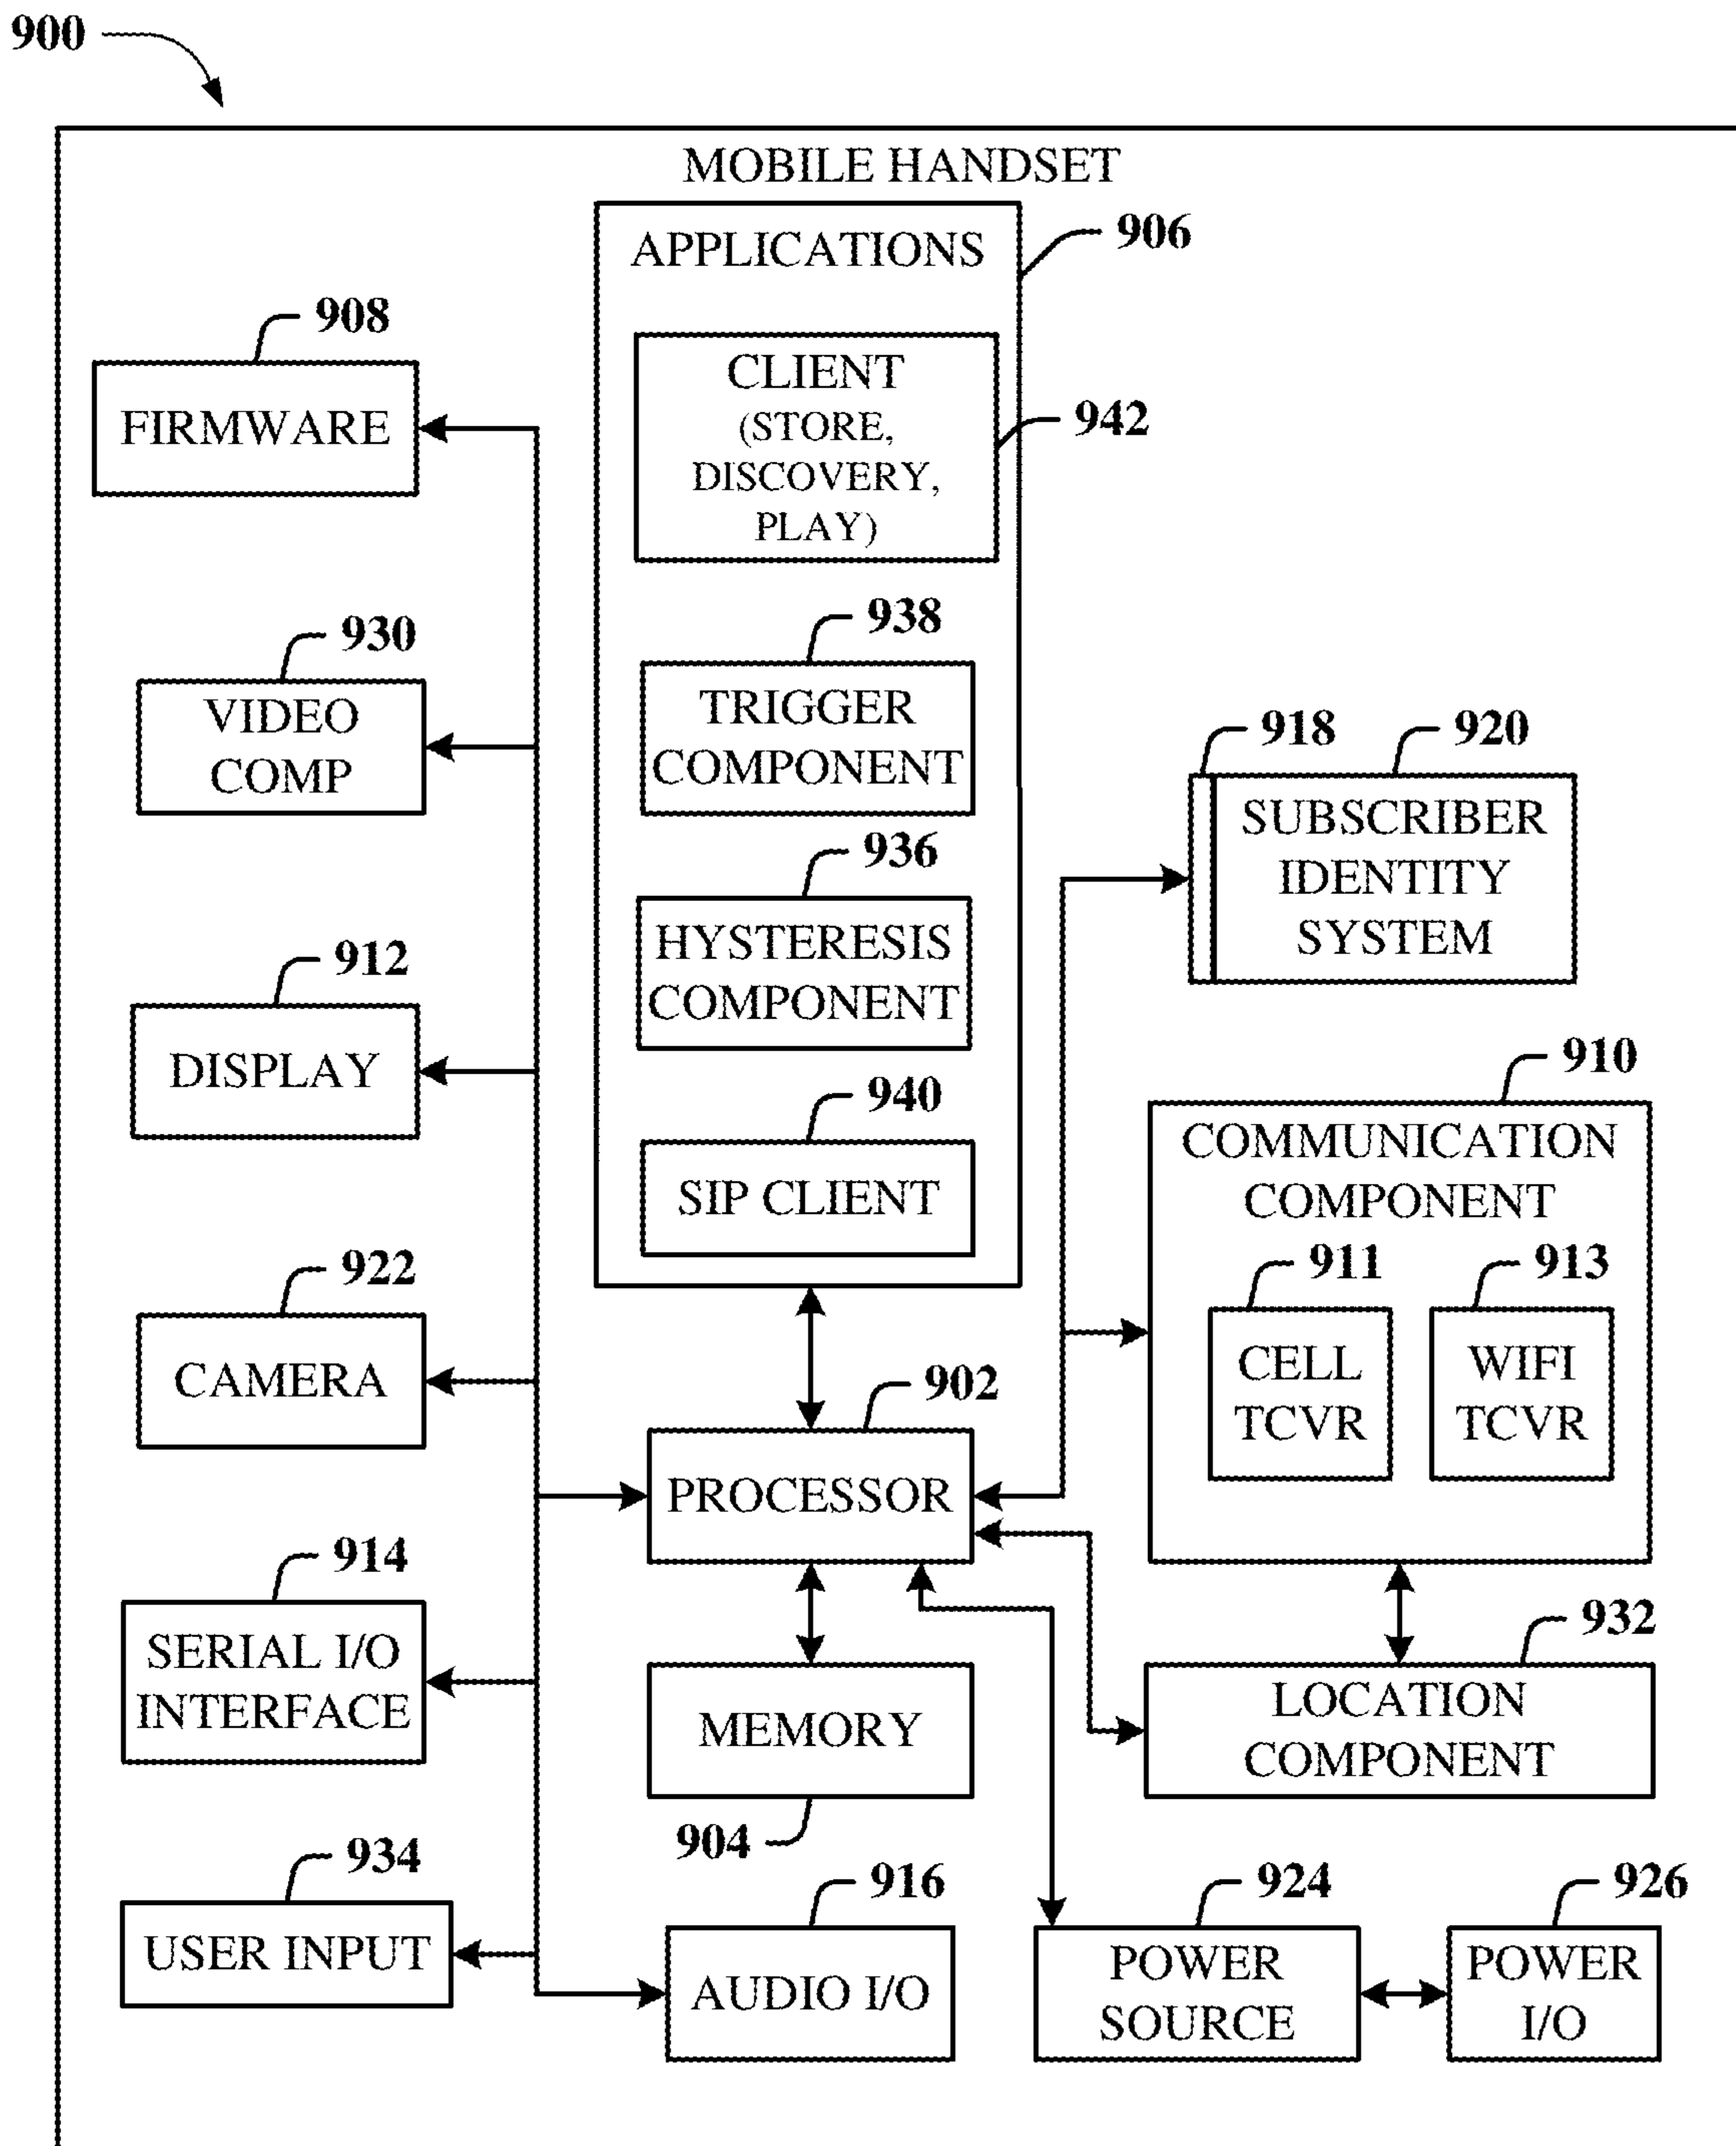 900
MOBILE HANDSET
APPLICATIONS
906
CLIENT
(STORE,
DISCOVERY,
PLAY)
942
938
TRIGGER
COMPONENT
936
HYSTERESIS
COMPONENT
940
SIP CLIENT
908
FIRMWARE
930
VIDEO
COMP
912
DISPLAY
922
CAMERA
914
SERIAL I/O
INTERFACE
934
USER INPUT
902
PROCESSOR
MEMORY
904
916
AUDIO I/O
918
920
SUBSCRIBER
IDENTITY
SYSTEM
910
COMMUNICATION
COMPONENT
911
CELL
TCVR
913
WIFI
TCVR
932
LOCATION
COMPONENT
924
POWER
SOURCE
926
POWER
I/O